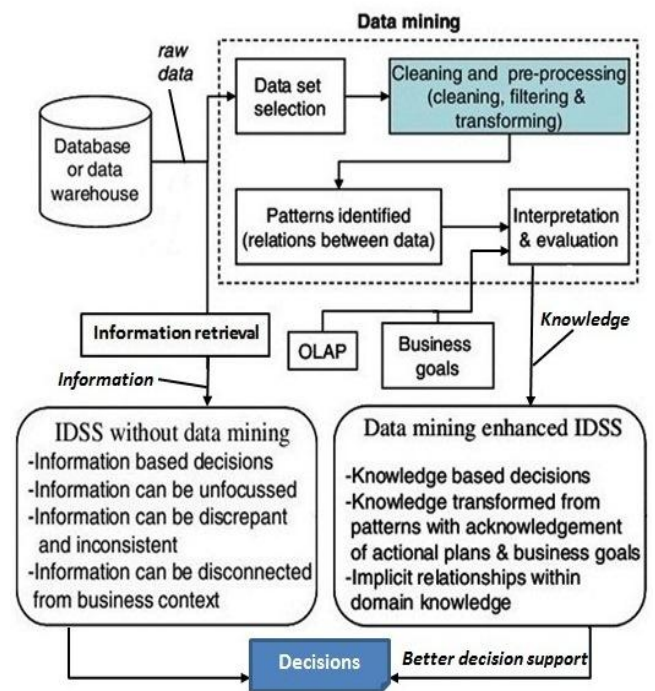 Data mining
raw
data
Data set
selection
Cleaning and pre-processing
(cleaning, filtering &
transforming)
Database
or data
warehouse
Patterns identified
(relations between data)
Interpretation
& evaluation
Information retrieval
OLAP
Business
goals
Knowledge
Information
IDSS without data mining
-Information based decisions
-Information can be unfocussed
-Information can be discrepant
and inconsistent
-Information can be disconnected
from business context
Data mining enhanced IDSS
-Knowledge based decisions
-Knowledge transformed from
patterns with acknowledgement
of actional plans & business goals
-Implicit relationships within
domain knowledge
Decisions
Better decision support